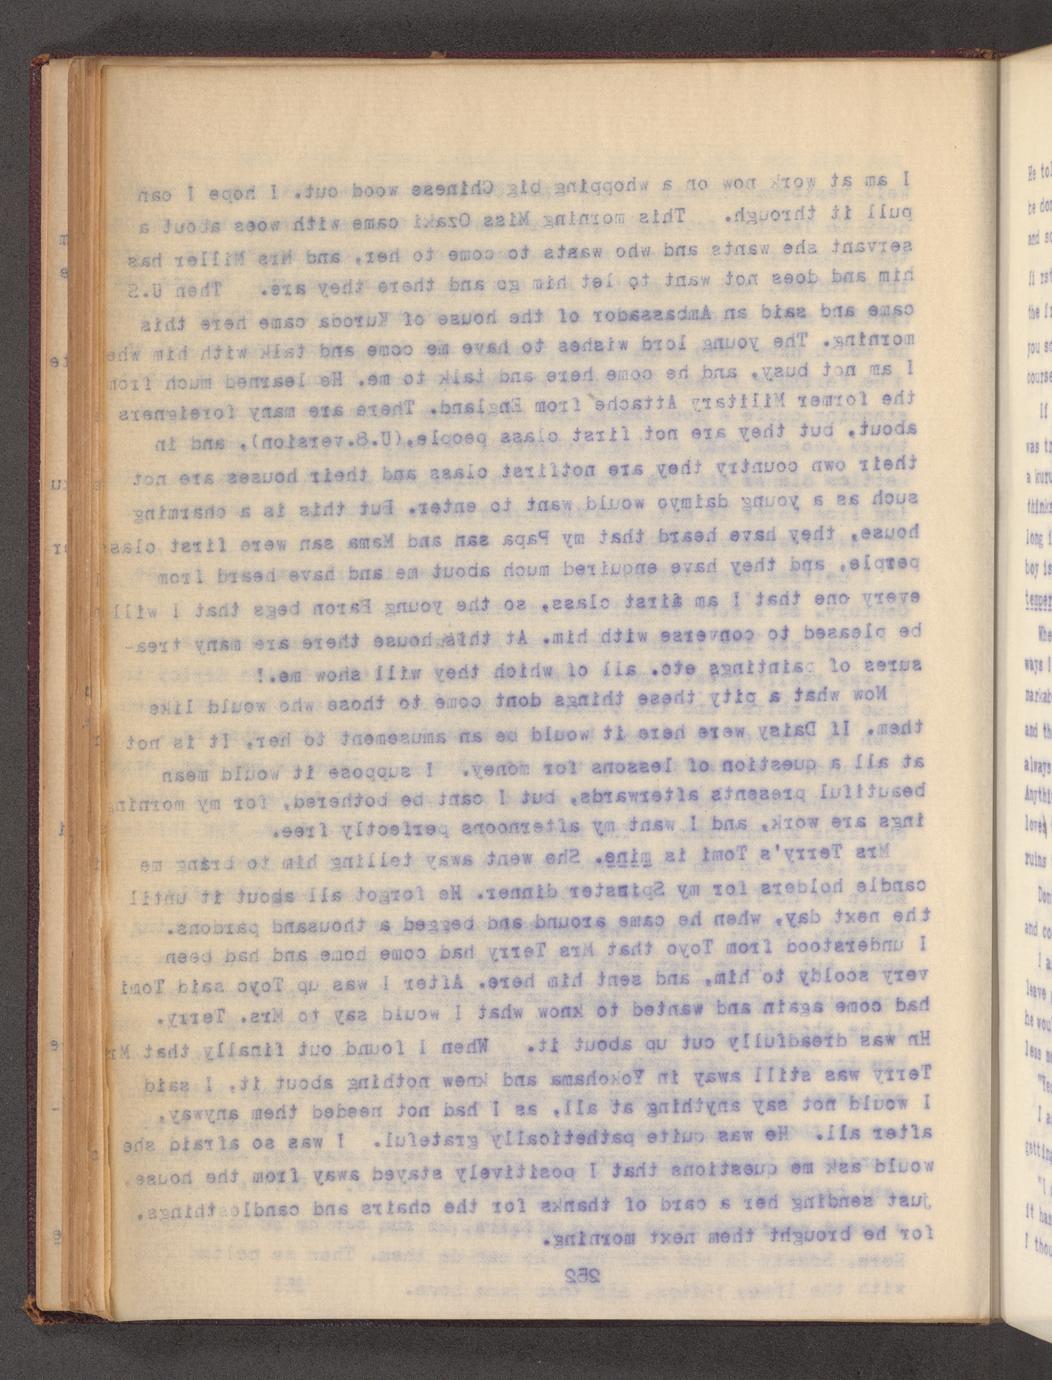 I am at work now on a whopping big Chinese wood cut. I hope I can
pull it through. This morning Miss Ozaki came with woes about a
servant she wants and who wants to come to her, and Mrs Miller has
him and does not want to let him go and there they are. Then U.S
came and said an Ambassador of the house of Kuroda came here this
morning. The young lord wishes to have me come and talk with him whe
I am not busy, and he come here and talk to me. He learned much from
the former Military Attache from England. There are many foreigners
about, but they are not first class people,(U.S.version), and in
their own country they are notfirst class and their houses are not
such as a young daimyo would want to enter. But this is a charming
house, they have heard that my Papa san and Mama san were first class
people, and they have enquired much about me and have heard from
every one that I am first class, so the young Baron begs that I will
be pleased to converse with him. At this house there are many trea-
sures of paintings etc. all of which they will show me.!
Now what a pity these things dont come to those who would like
them. If Daisy were here it would be an amusement to her. It is not
at all a question of lessons for money. I suppose it would mean
beautiful presents afterwards, but I cant be bothered, for my morning
ings are work, and I want my afternoons perfectly free.
Mrs Terry's Tomi is mine. She went away telling him to bring me
candle holders for my Spinster dinner. He forgot all about it until
the next day, when he came around and begged a thousand pardons.
I understood from Toyo that Mrs Terry had come home and had been
very scoldy to him, and sent him here. After I was up Toyo said Tomi
had come again and wanted to know what I would say to Mrs. Terry.
Hn was dreadfully cut up about it. When I found out finally that Mr
Terry was still away in Yokohama and knew nothing about it, I said
I would not say anything at all, as I had not needed them anyway,
after all. He was quite pathetically grateful. I was so afraid she
would ask me questions that I positively stayed away from the house,
just sending her a card of thanks for the chairs and candlesthings,
for he brought them next morning.
252